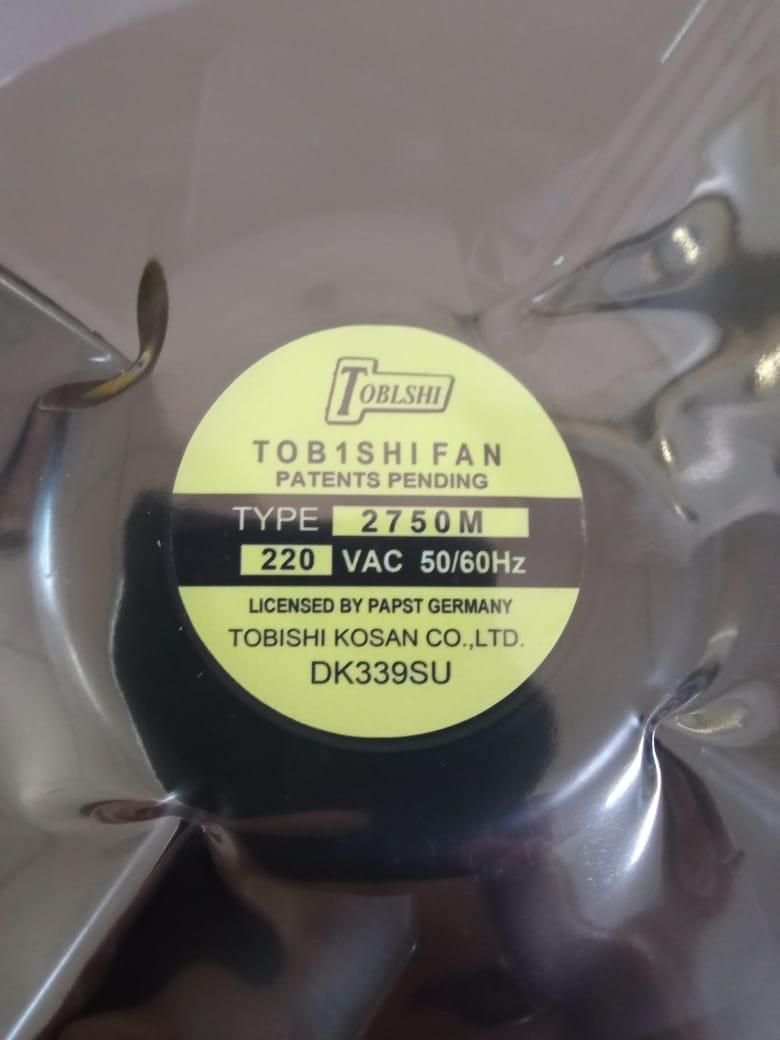 TOBLSHI
TOB1SHI FAN
PATENTS PENDING
TYPE 2750M
220 VAC 50/60Hz
LICENSED BY PAPST GERMANY
TOBISHI KOSAN CO.,LTD.
DK339SU